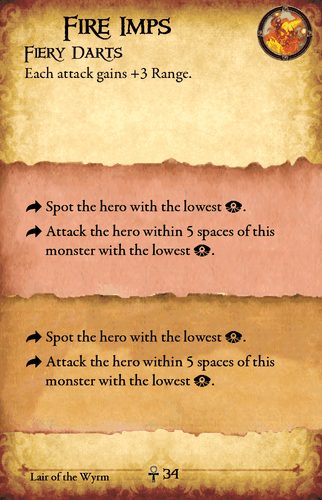 Fire Imps
Fiery Darts
Each attack gains +3 Range.
Spot the hero with the lowest .
Attack the hero within 5 spaces of this
monster with the lowest .
Spot the hero with the lowest .
Attack the hero within 5 spaces of this
monster with the lowest .
Lair of the Wyrm
34